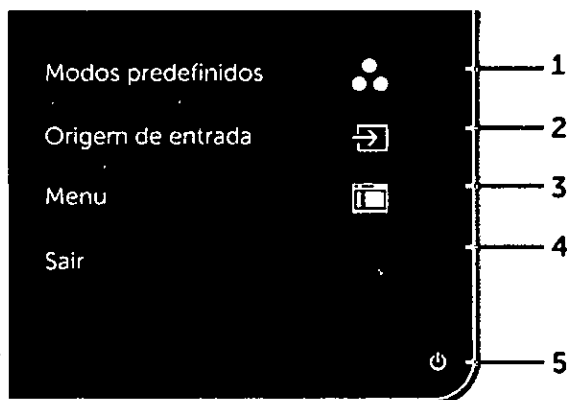 Modos predefinidos 1
Origem de entrada 2
Menu 3
Sair 4
5